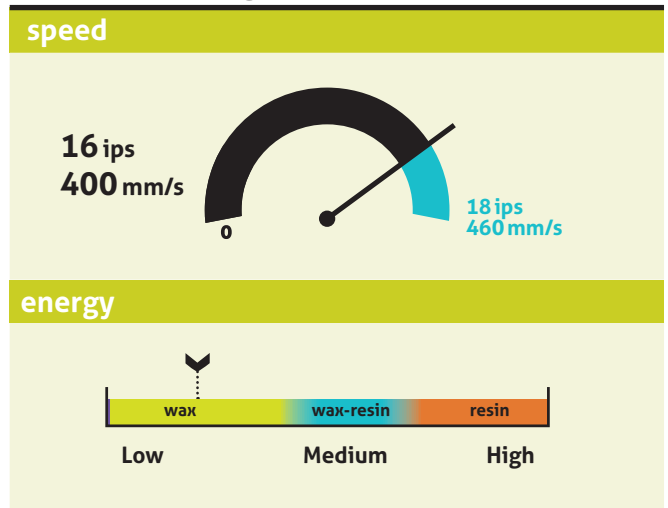 speed
16 ips
400 mm/s
0
18 ips
460 mm/s
energy
wax wax-resin resin
Low Medium High